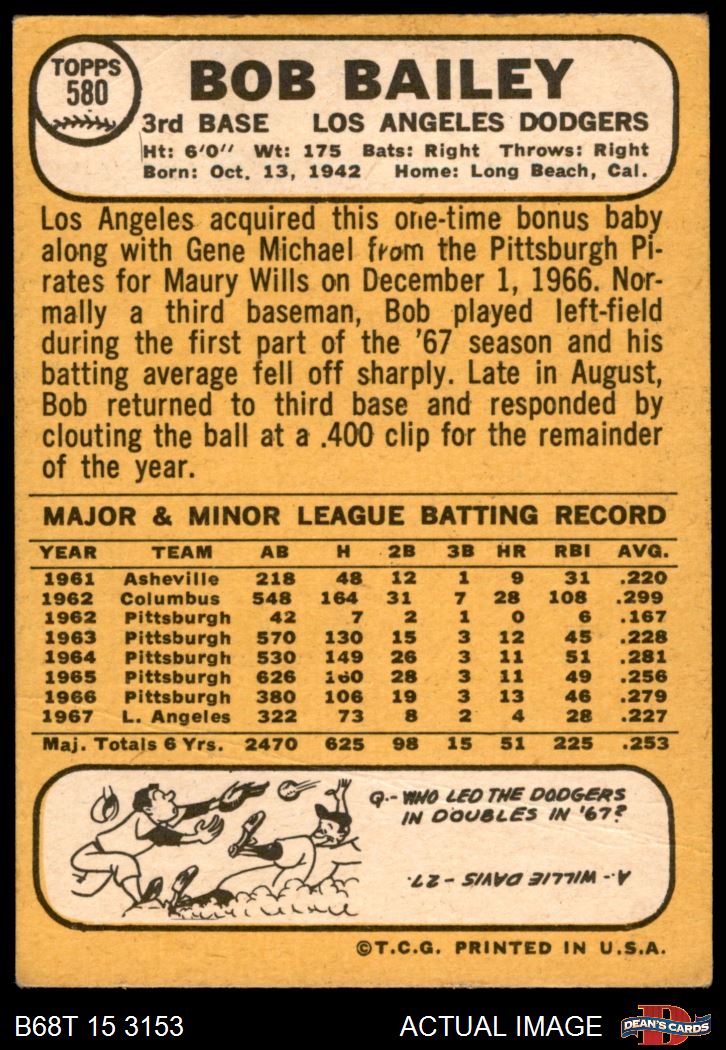 TOPPS
580
BOB BAILEY
3rd BASE LOS ANGELES DODGERS
Ht: 6'0" Wt: 175 Bats: Right Throws: Right
Born: Oct. 13, 1942 Home: Long Beach, Cal.
Los Angeles acquired this one-time bonus baby
along with Gene Michael from the Pittsburgh Pi-
rates for Maury Wills on December 1, 1966. Nor-
mally a third baseman, Bob played left-field
during the first part of the '67 season and his
batting average fell off sharply. Late in August,
Bob returned to third base and responded by
clouting the ball at a .400 clip for the remainder
of the year.
MAJOR & MINOR LEAGUE BATTING RECORD
YEAR TEAM AB H 2B 3B HR RBI AVG.
1961 Asheville 218 48 12 1 9 31 .220
1962 Columbus 548 164 31 7 28 108 .299
1962 Pittsburgh 42 7 2 1 0 6 .167
1963 Pittsburgh 570 130 15 3 12 45 .228
1964 Pittsburgh 530 149 26 3 11 51 .281
1965 Pittsburgh 626 160 28 3 11 49 .256
1966 Pittsburgh 380 106 19 3 13 46 .279
1967 L. Angeles 322 73 8 2 4 28 .227
Maj. Totals 6 Yrs. 2470 625 98 15 51 225 .253
Q.- WHO LED THE DODGERS
IN DOUBLES IN '67?
A.- WILLIE DAVIS - 27.
©T.C.G. PRINTED IN U.S.A.
B68T 15 3153 ACTUAL IMAGE
D
DEAN'S CARDS